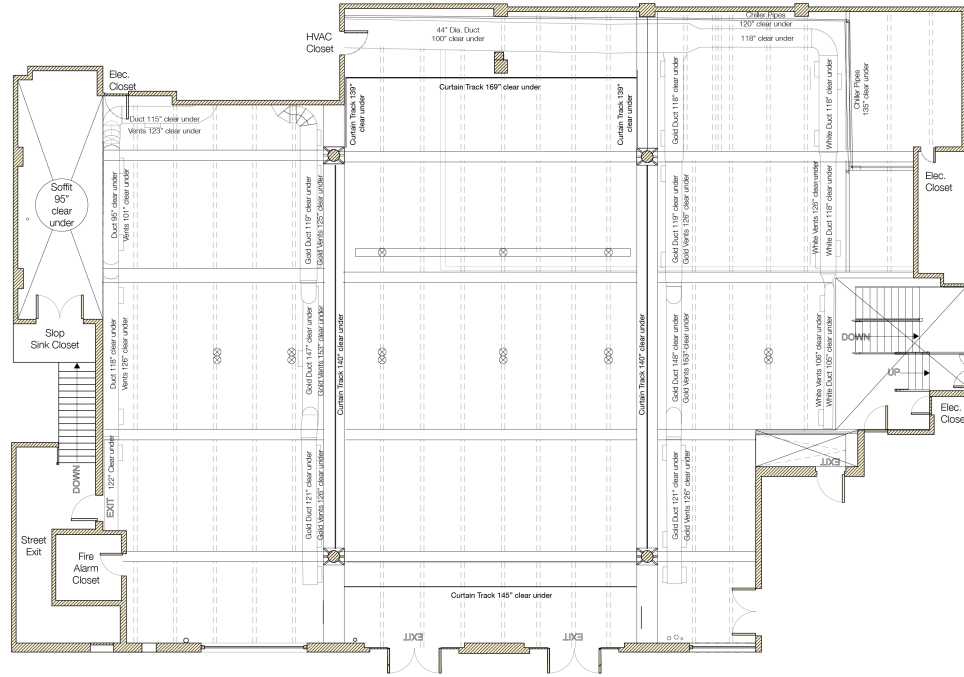 Chiller Pipes
120" clear under
44" Dia. Duct
100" clear under
118" clear under
HVAC
Closet
Elec.
Closet
Curtain Track 169" clear under
Curtain Track 139"
clear under
Curtain Track 139"
clear under
Gold Duct 118" clear under
White Duct 118" clear under
Chiller Pipes
135" clear under
Duct 115" clear under
Vents 123" clear under
Soffit
95"
clear
under
Duct 95" clear under
Vents 101" clear under
Gold Duct 119" clear under
Gold Vents 125" clear under
Gold Duct 119" clear under
Gold Vents 126" clear under
White Vents 126" clear under
White Duct 118" clear under
Elec.
Closet
Slop
Sink Closet
Duct 116" clear under
Vents 126" clear under
Gold Duct 147" clear under
Gold Vents 153" clear under
Curtain Track 140" clear under
Curtain Track 140" clear under
Gold Duct 148" clear under
Gold Vents 153" clear under
White Vents 106" clear under
White Duct 105" clear under
DOWN
UP
Elec.
Closet
DOWN
122" Clear under
EXIT
Gold Duct 121" clear under
Gold Vents 126" clear under
Gold Duct 121" clear under
Gold Vents 126" clear under
EXIT
Street
Exit
Fire
Alarm
Closet
Curtain Track 145" clear under
EXIT
EXIT